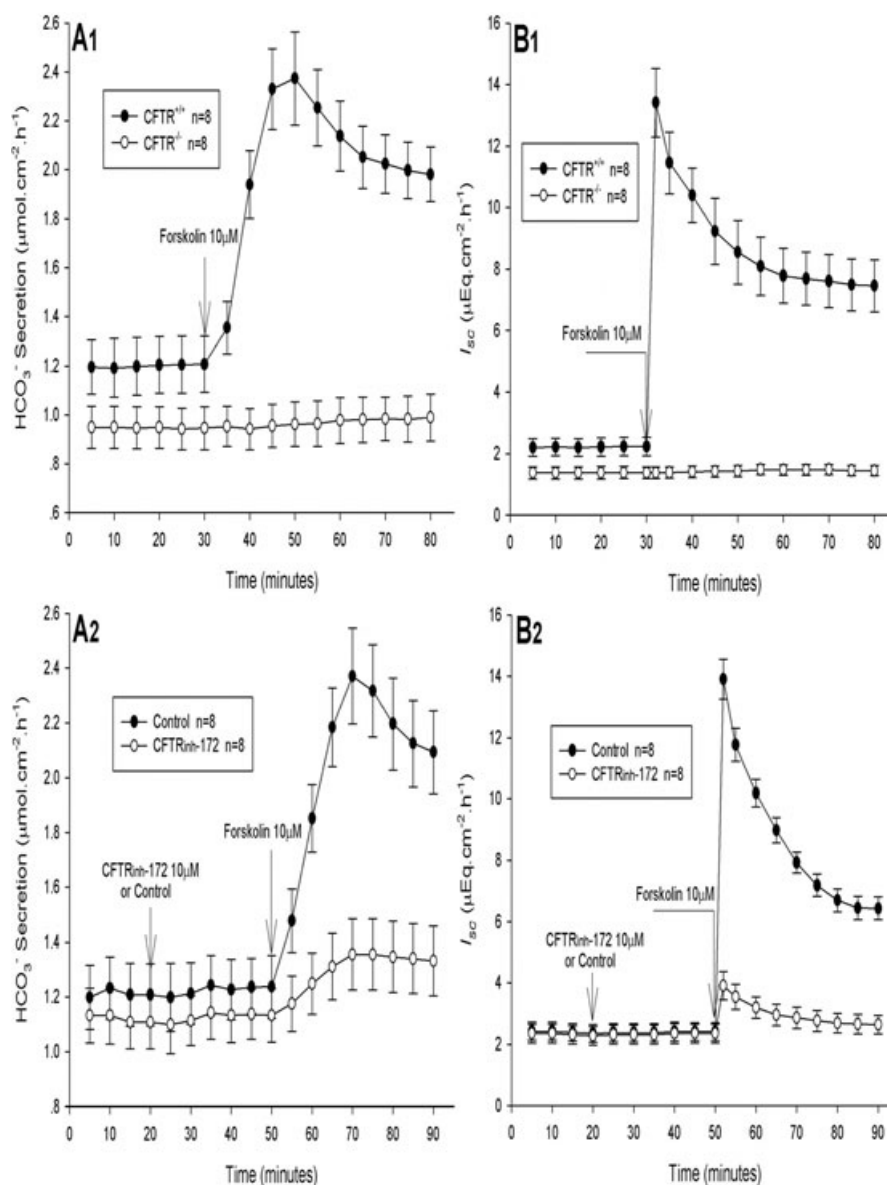 A1
2.6
2.4
2.2
2.0
1.8
1.6
1.4
1.2
1.0
.8
.6
HCO₃⁻ Secretion (μmol.cm⁻².h⁻¹)
CFTR⁺/⁺ n=8
CFTR⁻/⁻ n=8
Forskolin 10μM
0 10 20 30 40 50 60 70 80
Time (minutes)
B1
16
14
12
10
8
6
4
2
0
Isc (μEq.cm⁻².h⁻¹)
CFTR⁺/⁺ n=8
CFTR⁻/⁻ n=8
Forskolin 10μM
0 10 20 30 40 50 60 70 80
Time (minutes)
A2
2.6
2.4
2.2
2.0
1.8
1.6
1.4
1.2
1.0
.8
HCO₃⁻ Secretion (μmol.cm⁻².h⁻¹)
Control n=8
CFTRinh-172 n=8
Forskolin 10μM
CFTRinh-172 10μM
or Control
0 10 20 30 40 50 60 70 80 90
Time (minutes)
B2
16
14
12
10
8
6
4
2
0
Isc (μEq.cm⁻².h⁻¹)
Control n=8
CFTRinh-172 n=8
Forskolin 10μM
CFTRinh-172 10μM
or Control
0 10 20 30 40 50 60 70 80 90
Time (minutes)